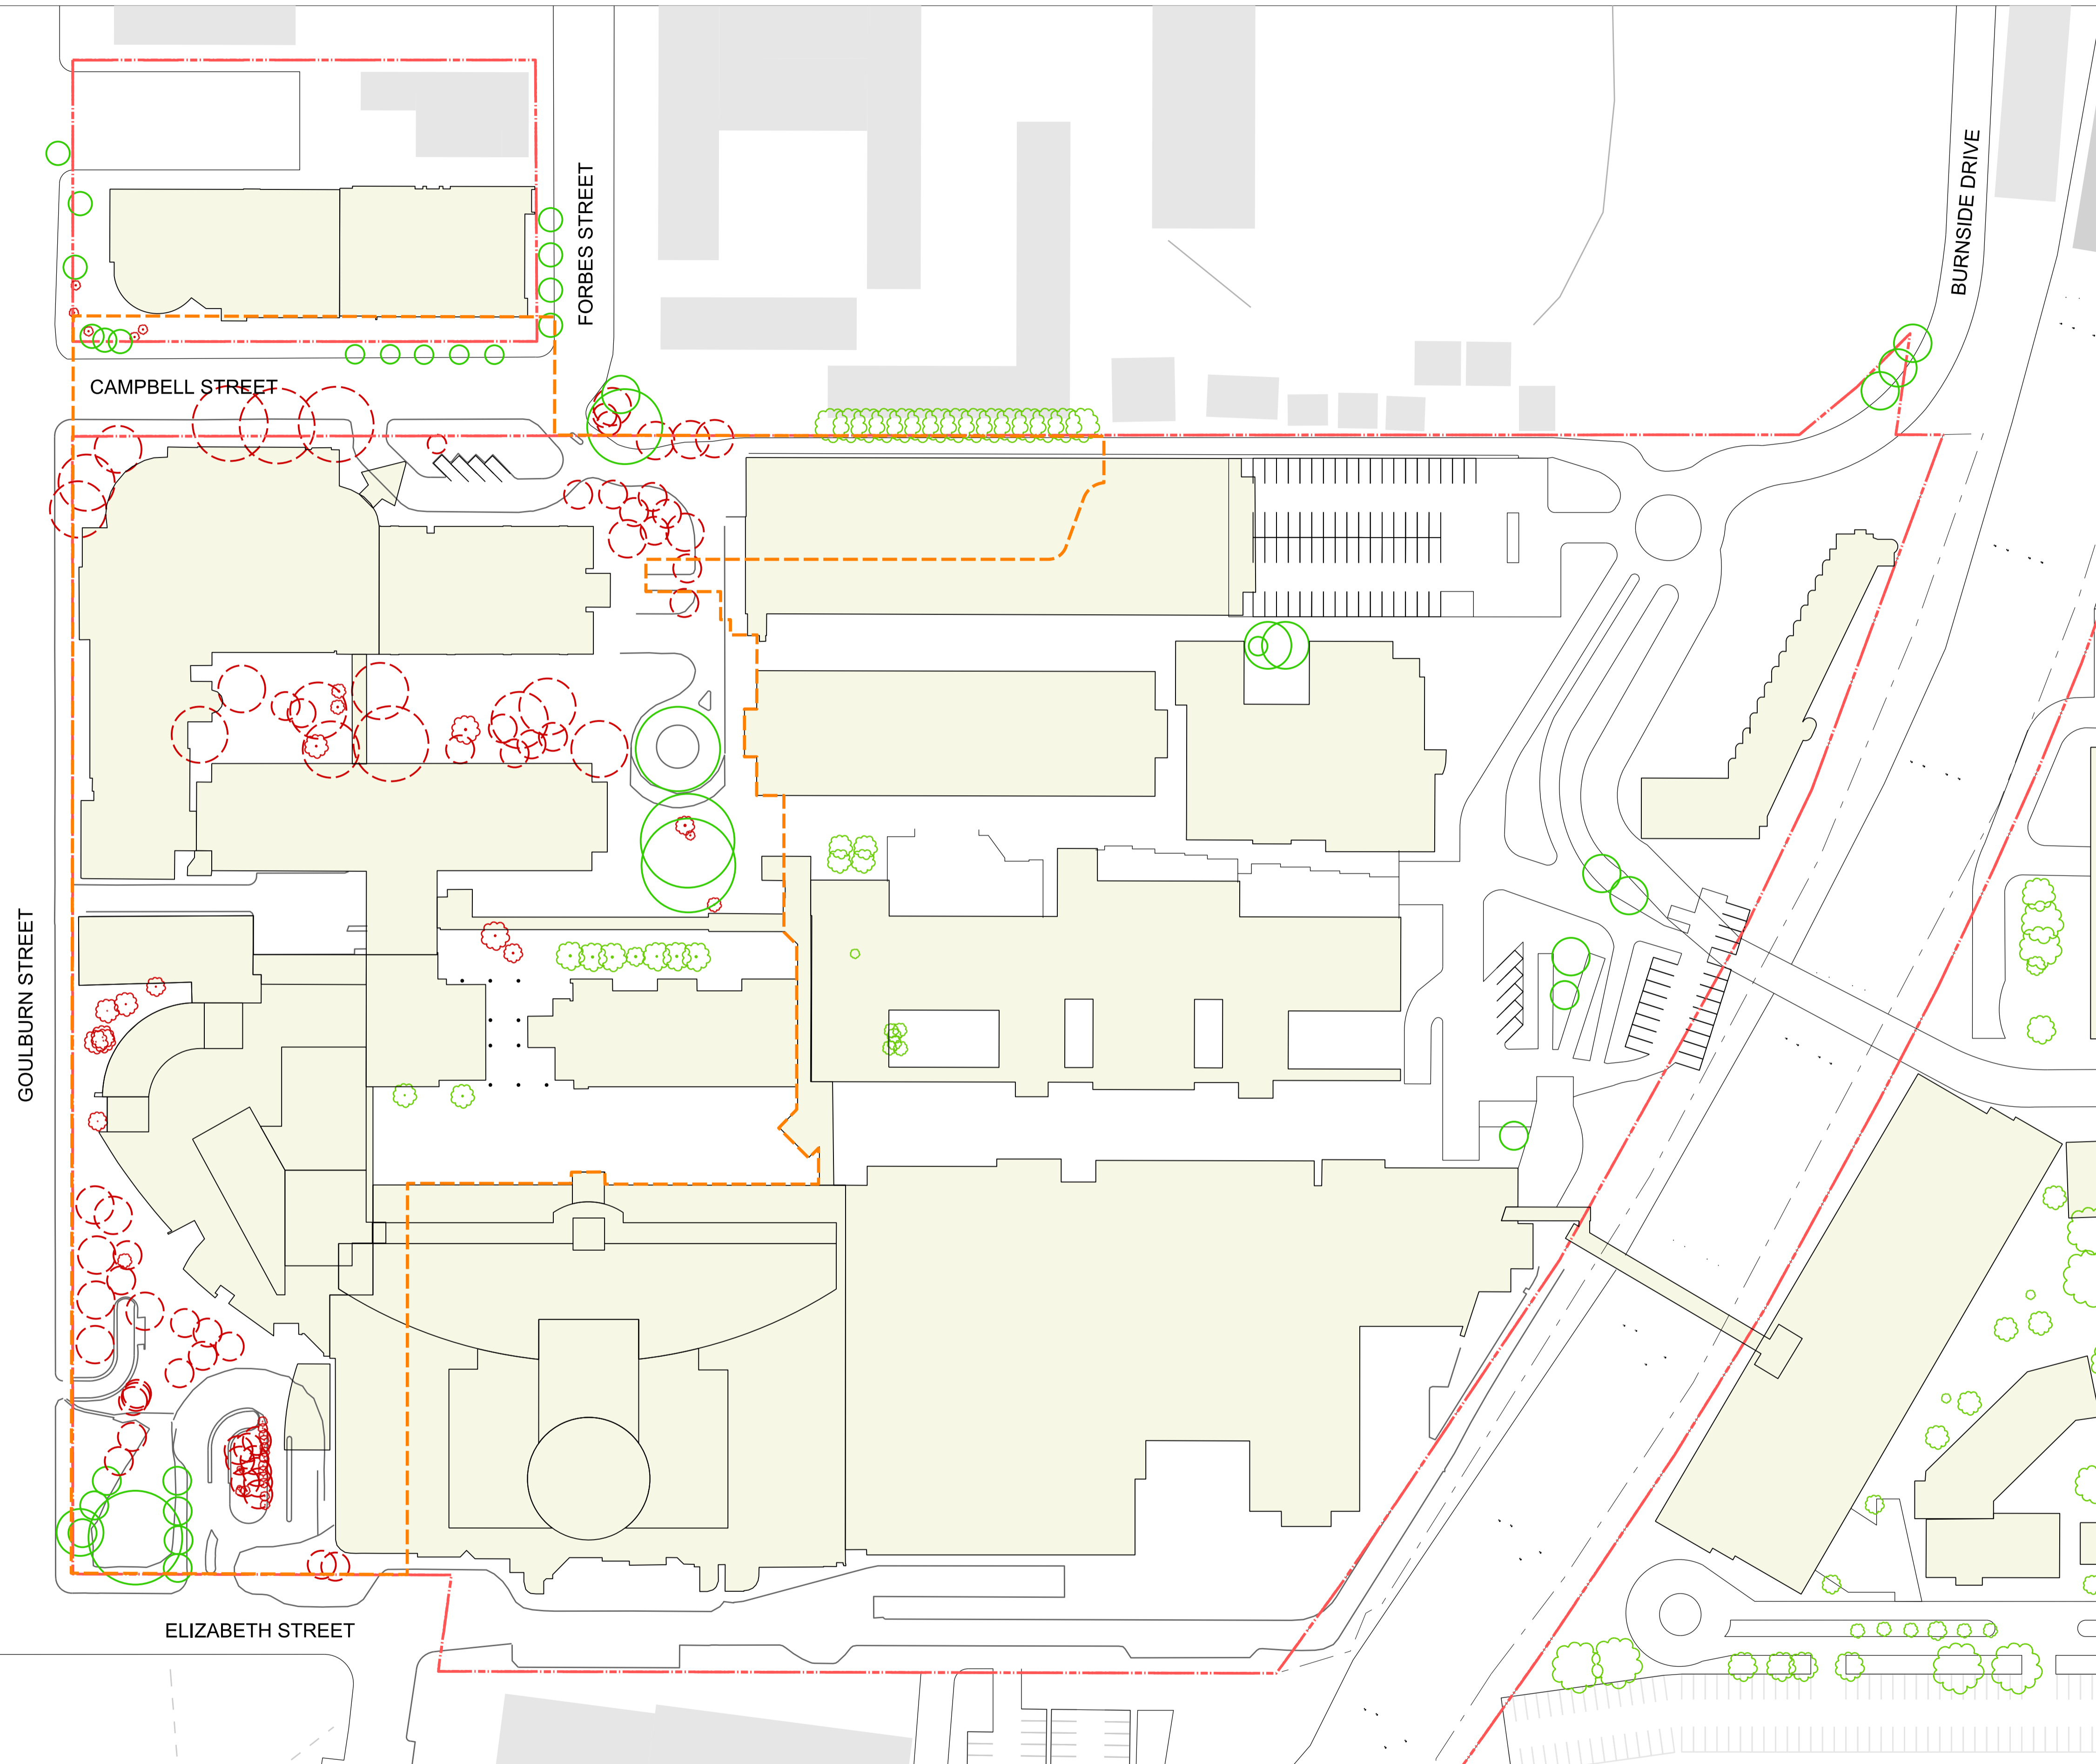 BURNSIDE DRIVE
FORBES STREET
CAMPBELL STREET
GOULBURN STREET
ELIZABETH STREET